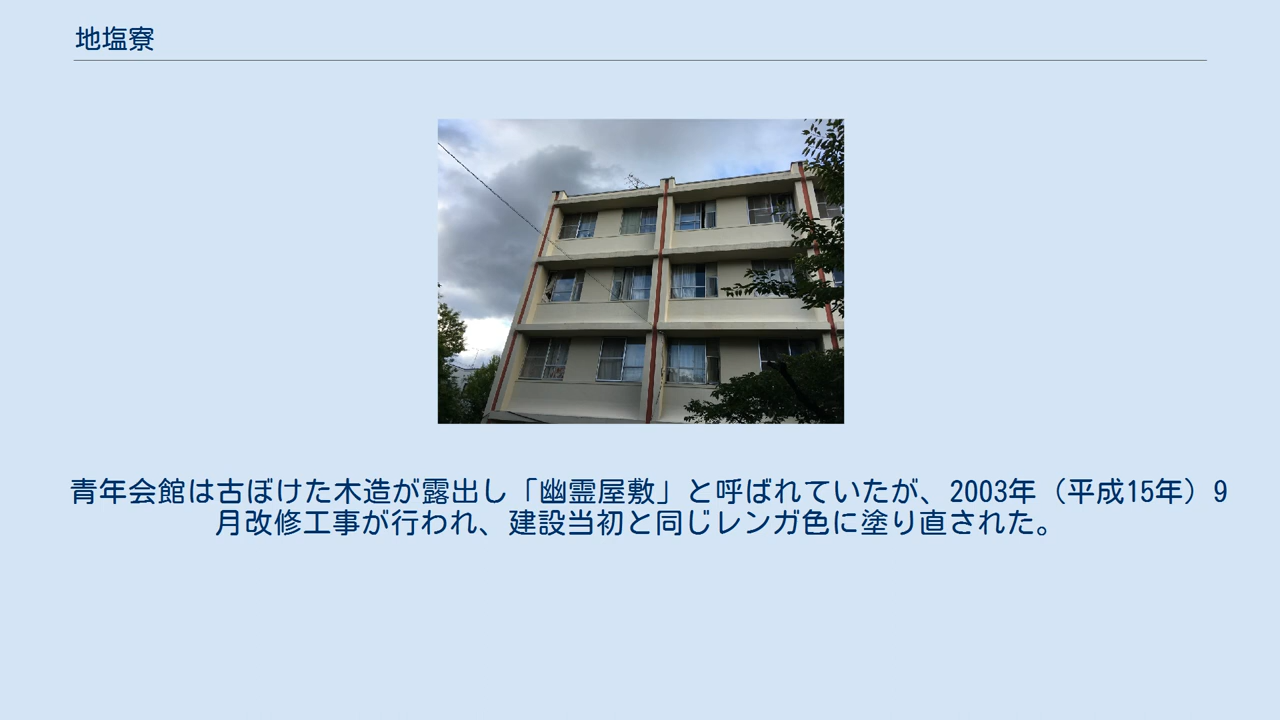 地塩寮
青年会館は古ぼけた木造が露出し「幽霊屋敷」と呼ばれていたが、2003年（平成15年）9
月改修工事が行われ、建設当初と同じレンガ色に塗り直された。